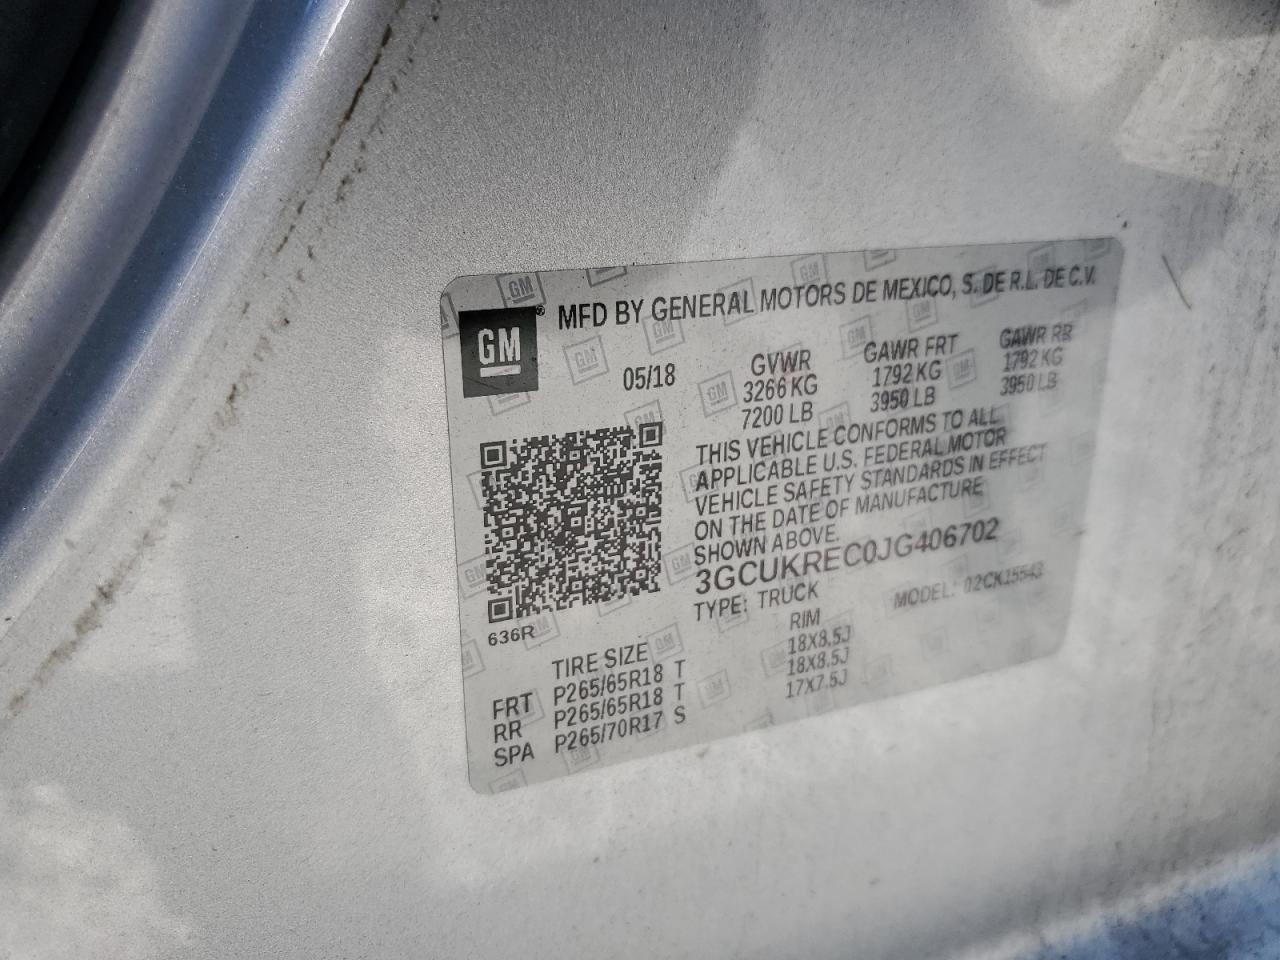 GM ® MFD BY GENERAL MOTORS DE MEXICO, S. DE R.L. DE C.V.
05/18
GVWR GAWR FRT GAWR RR
3266 KG 1792 KG 1792 KG
7200 LB 3950 LB 3950 LB
THIS VEHICLE CONFORMS TO ALL
APPLICABLE U.S. FEDERAL MOTOR
VEHICLE SAFETY STANDARDS IN EFFECT
ON THE DATE OF MANUFACTURE
SHOWN ABOVE.
3GCUKREC0JG406702
TYPE: TRUCK MODEL: 02CK15543
636R
TIRE SIZE RIM
FRT P265/65R18 T 18X8.5J
RR P265/65R18 T 18X8.5J
SPA P265/70R17 S 17X7.5J